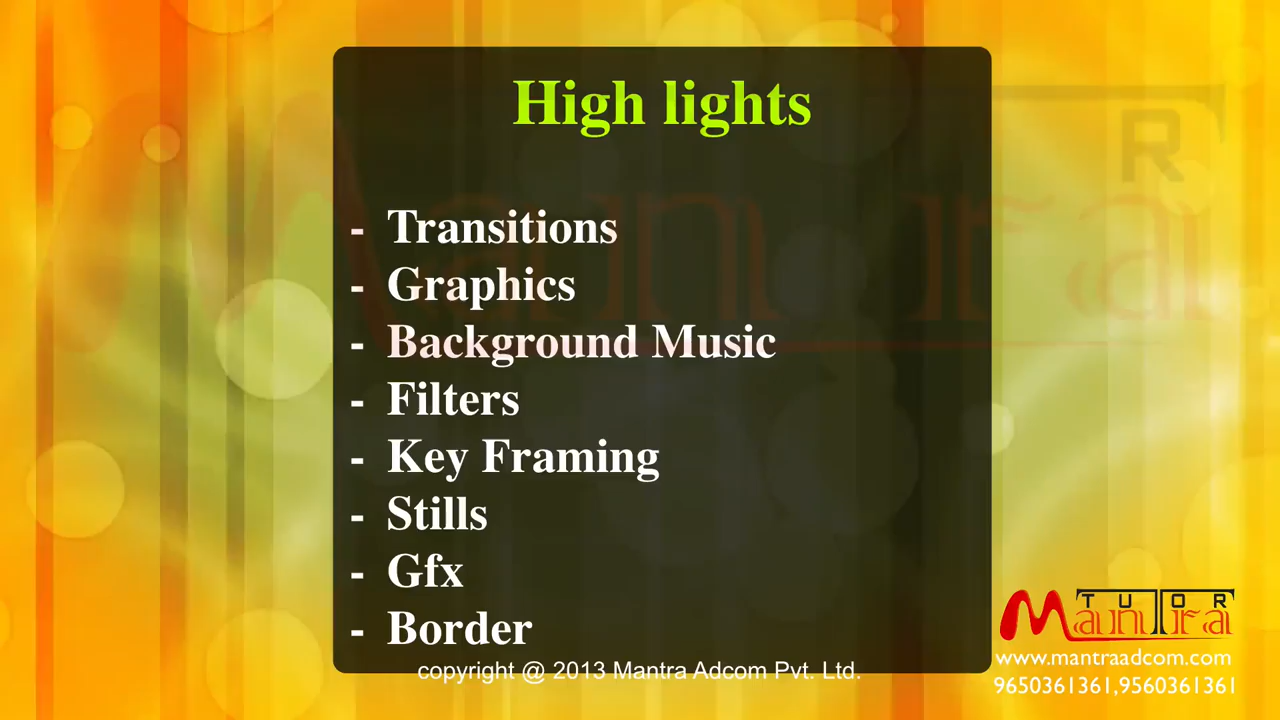 High lights
- Transitions
- Graphics
- Background Music
- Filters
- Key Framing
- Stills
- Gfx
- Border
copyright @ 2013 Mantra Adcom Pvt. Ltd.
TUTOR
Mantra
www.mantraadcom.com
9650361361,9560361361